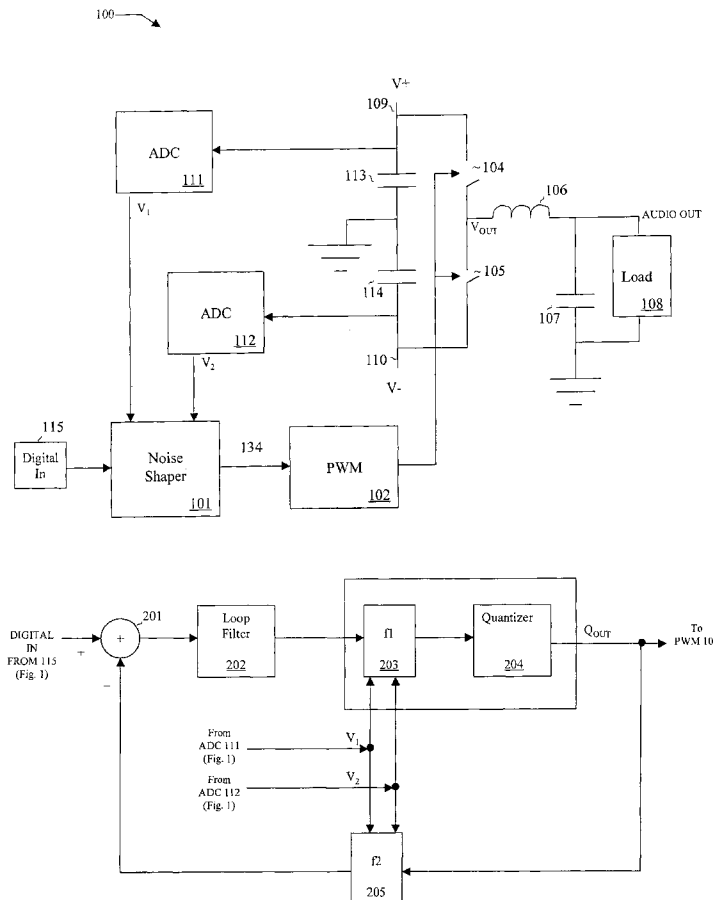 100
V+
109
ADC
111
113
~104
106
V1
VOUT
AUDIO OUT
114
~105
Load
108
107
ADC
112
110
V-
V2
115
Digital
In
Noise
Shaper
101
134
PWM
102
201
DIGITAL
IN
FROM 115
(Fig. 1)
+
+
−
Loop
Filter
202
f1
203
Quantizer
204
QOUT
To
PWM 10
From
ADC 111
(Fig. 1)
V1
From
ADC 112
(Fig. 1)
V2
f2
205